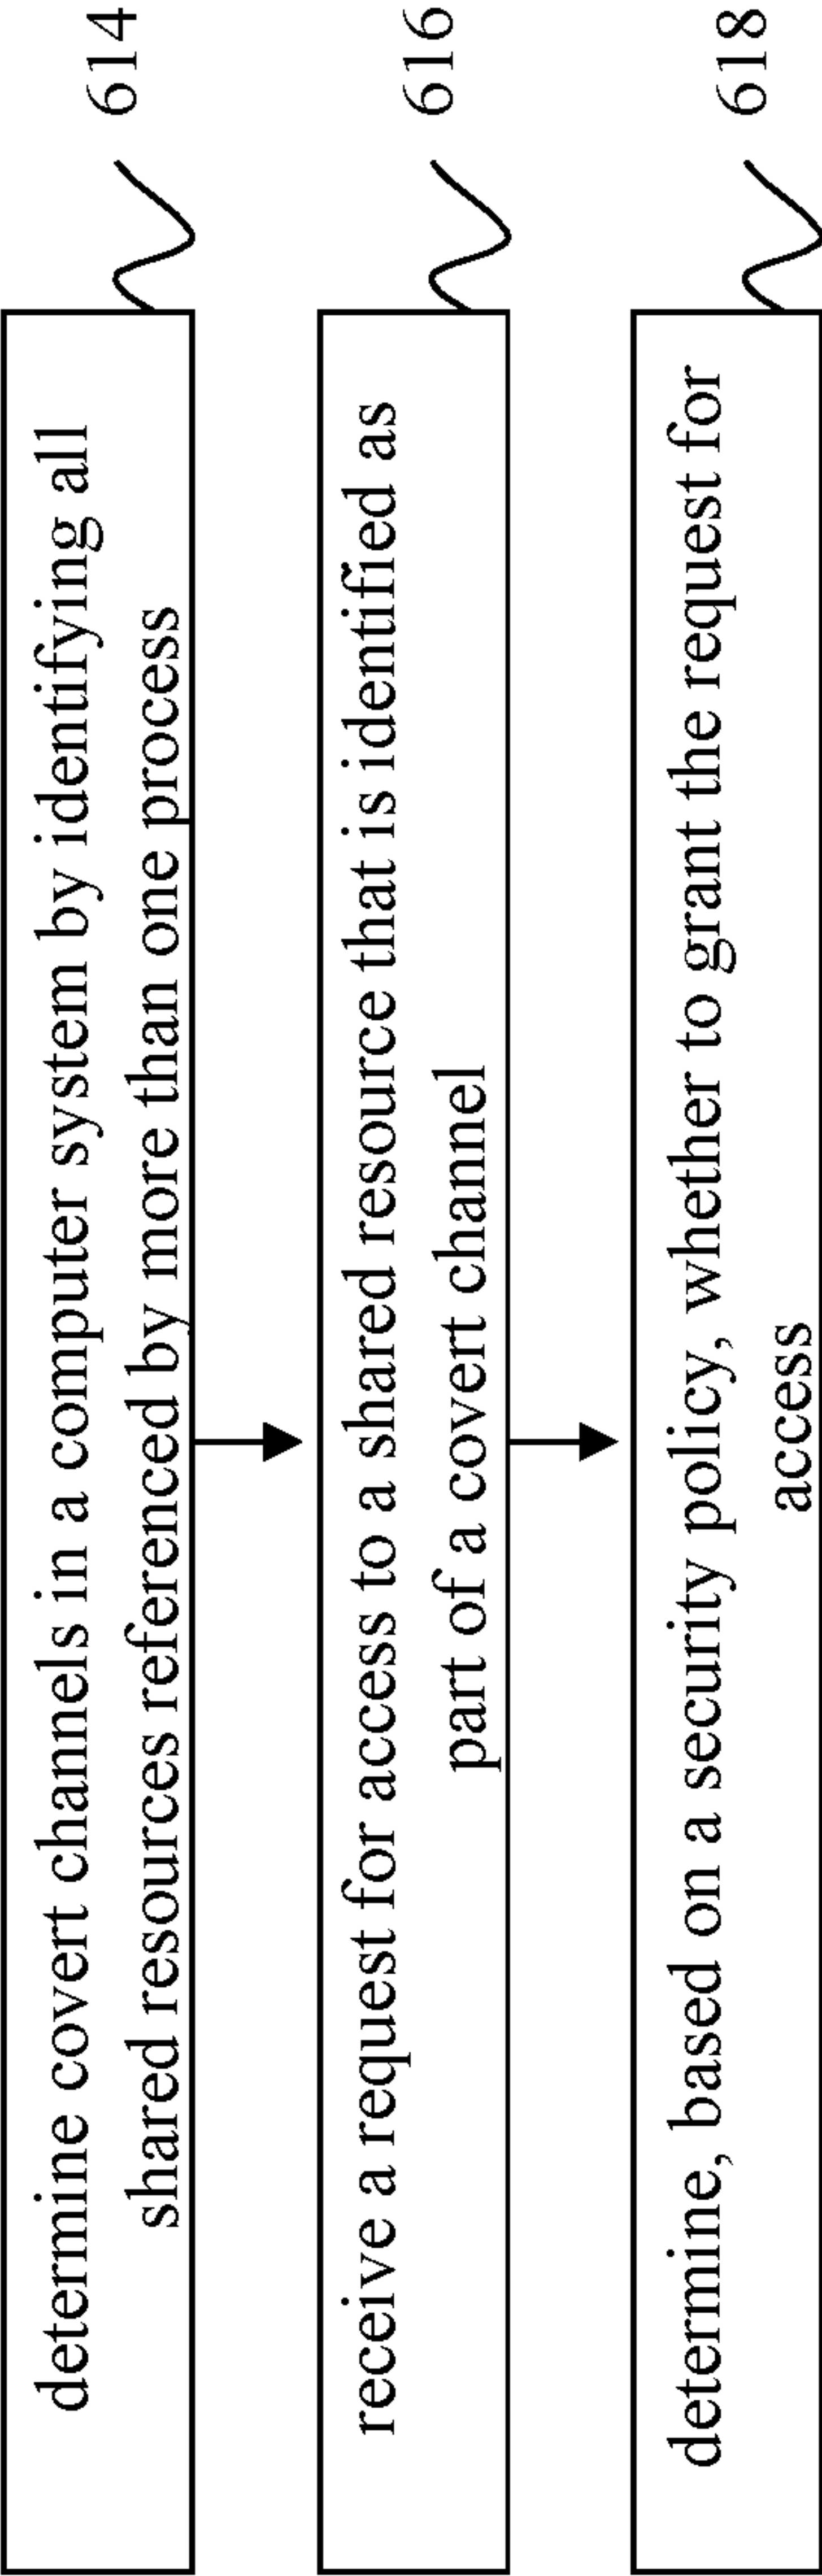 determine covert channels in a computer system by identifying all
shared resources referenced by more than one process
614
receive a request for access to a shared resource that is identified as
part of a covert channel
616
determine, based on a security policy, whether to grant the request for
access
618